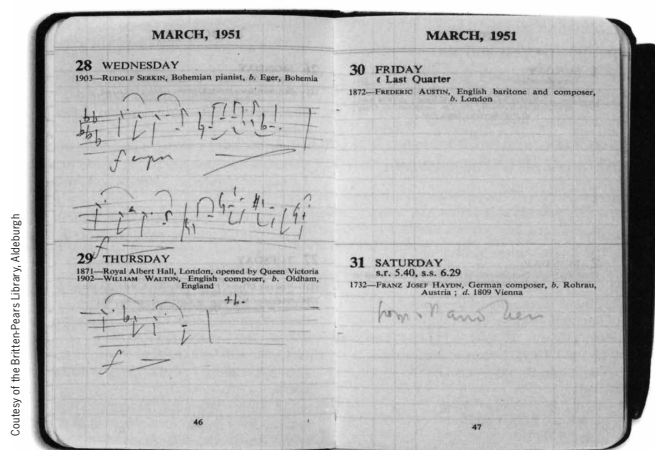 Coutesy of the Britten-Pears Library, Aldeburgh
MARCH, 1951
28 WEDNESDAY
1903—RUDOLF SERKIN, Bohemian pianist, b. Eger, Bohemia
f
f
29 THURSDAY
1871—Royal Albert Hall, London, opened by Queen Victoria
1902—WILLIAM WALTON, English composer, b. Oldham,
England
f
46
MARCH, 1951
30 FRIDAY
☾ Last Quarter
1872—FREDERIC AUSTIN, English baritone and composer,
b. London
31 SATURDAY
s.r. 5.40, s.s. 6.29
1732—FRANZ JOSEF HAYDN, German composer, b. Rohrau,
Austria ; d. 1809 Vienna
47